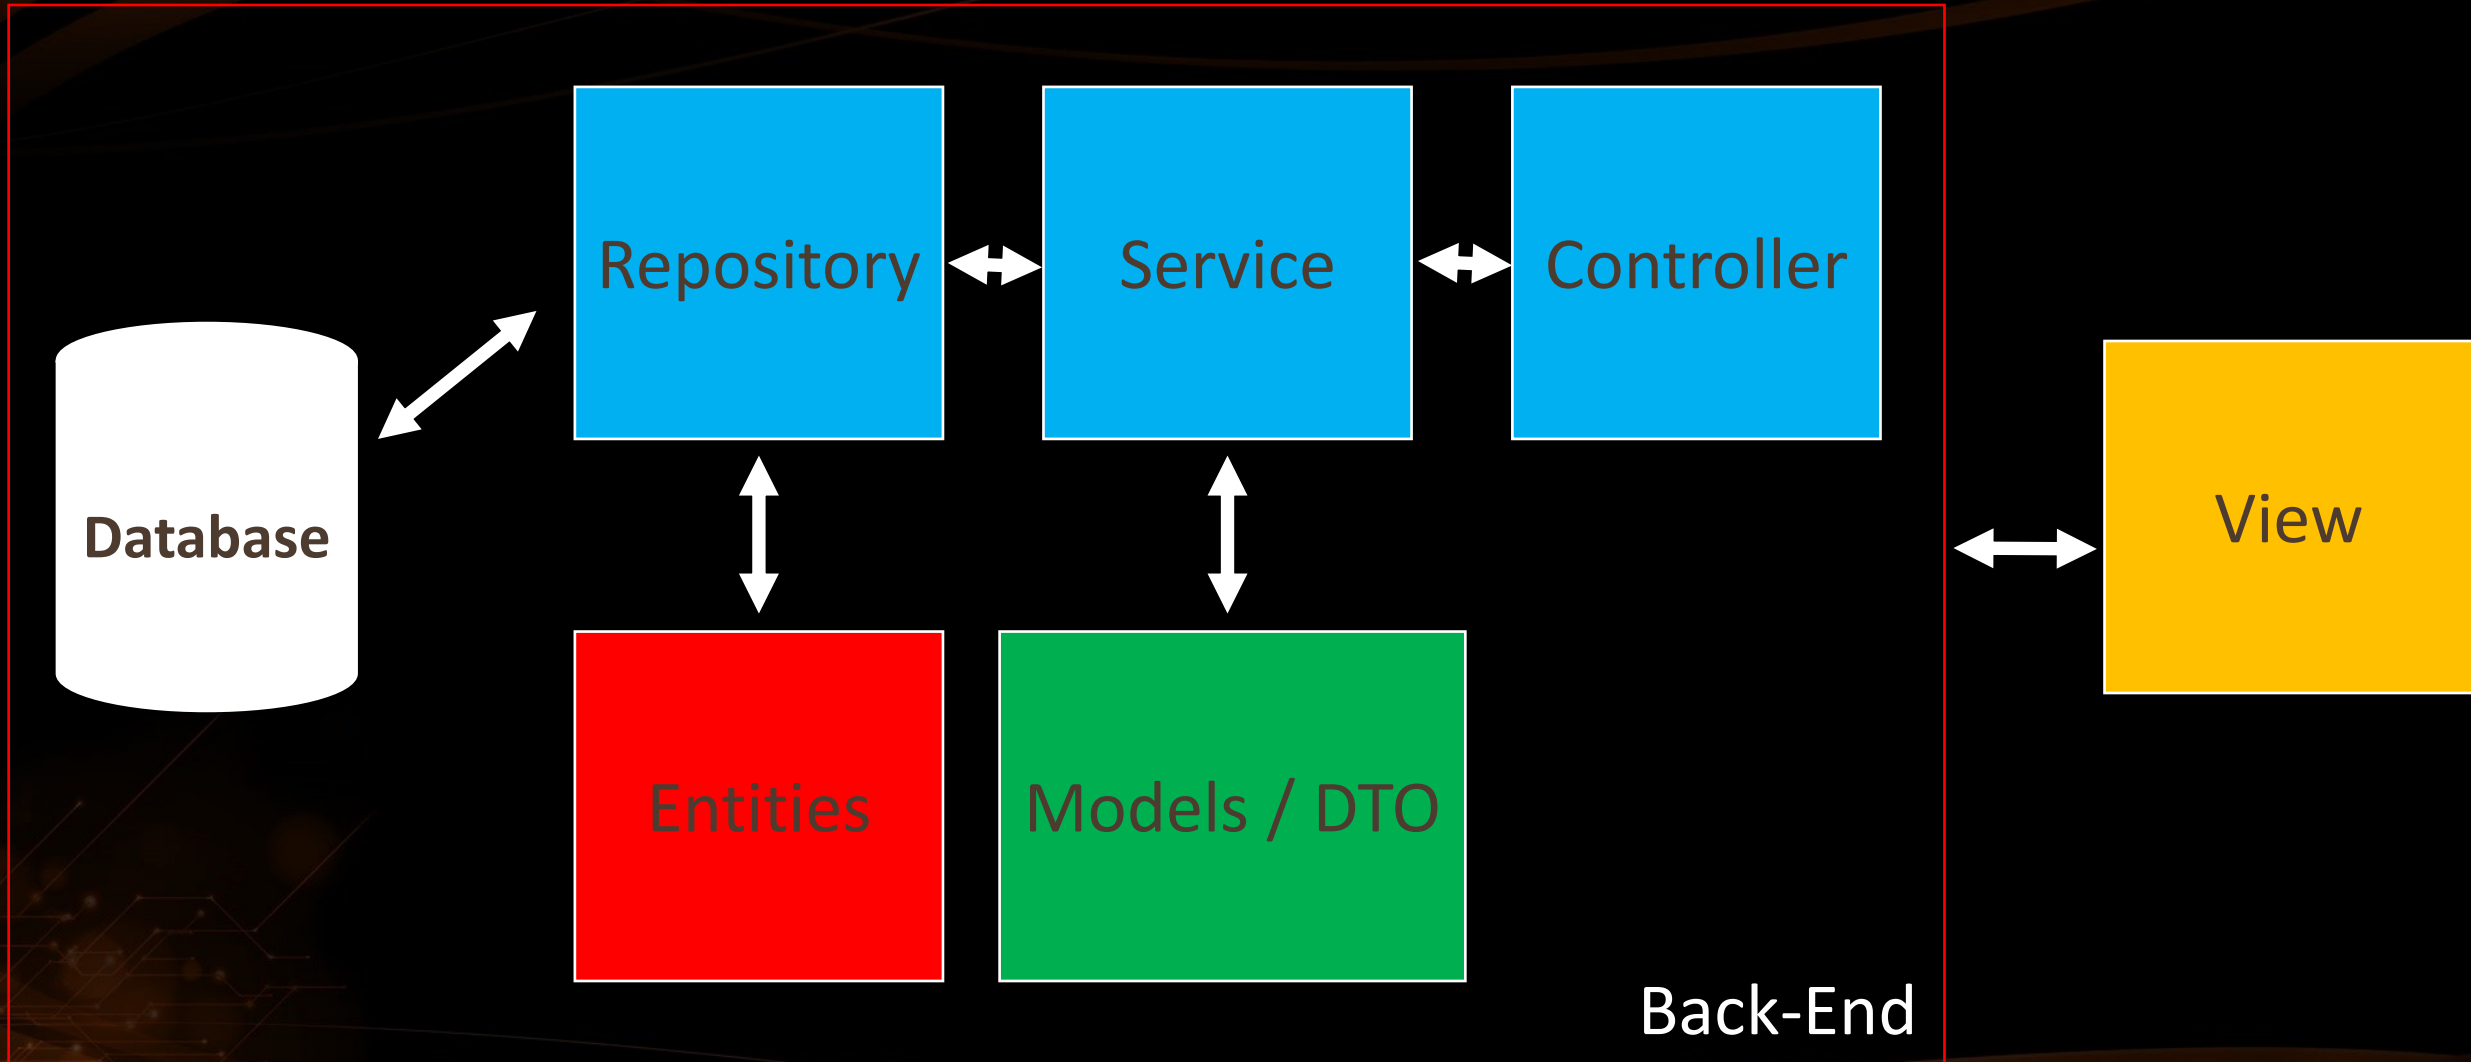 Repository
Service
Controller
Database
View
Entities
Models / DTO
Back-End